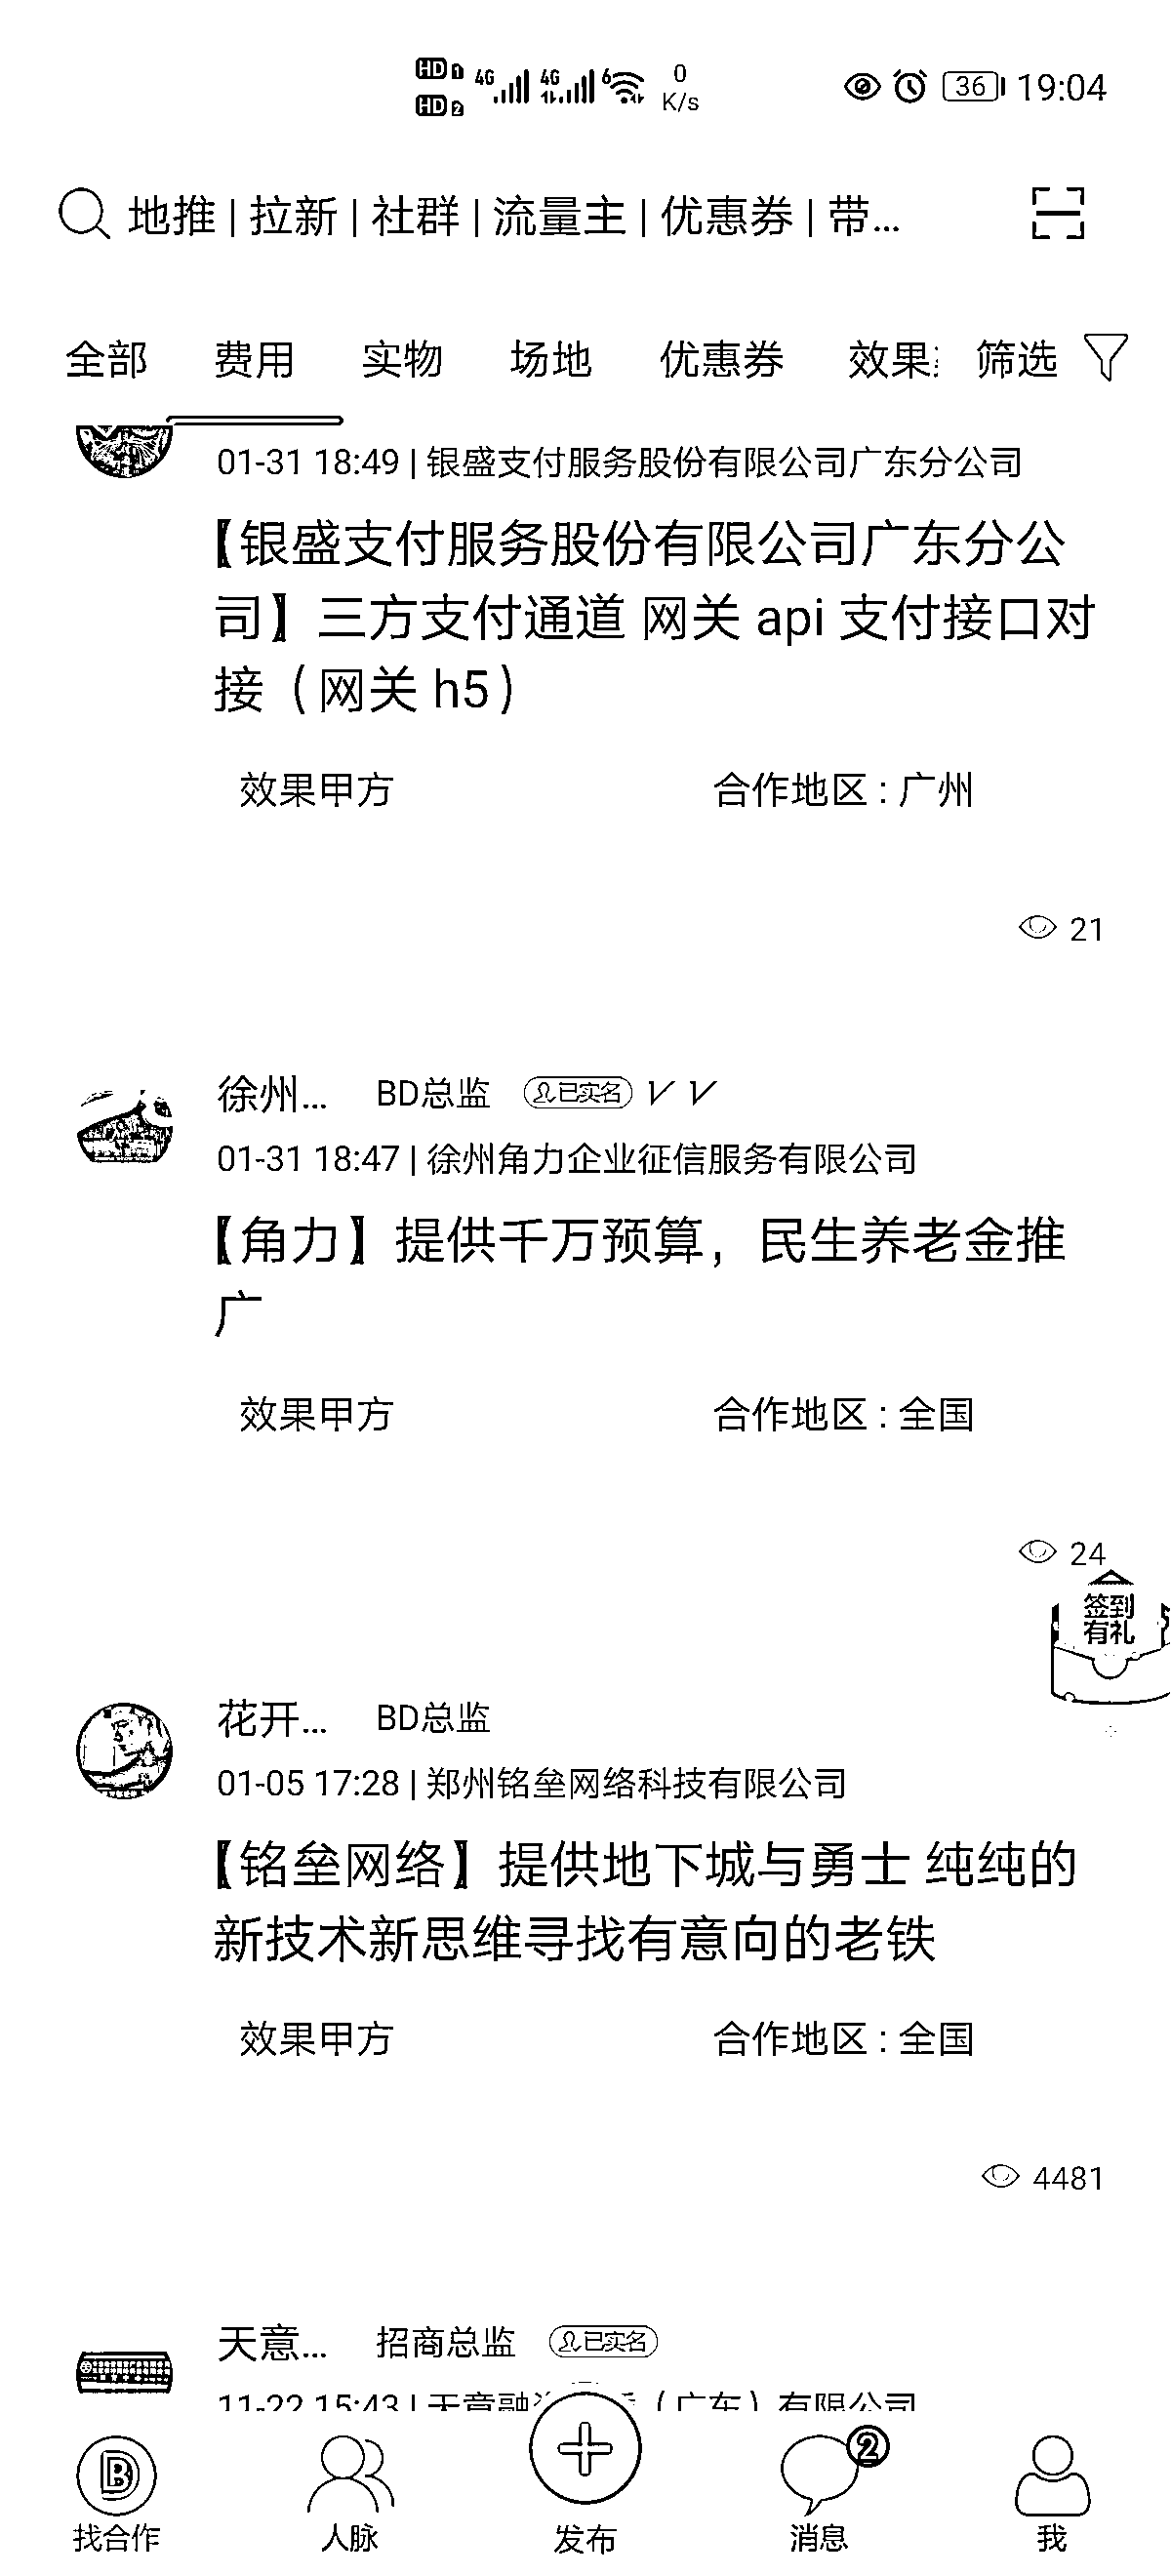 HD 1 4G 4G 6 0 36 19:04
HD 2 K/s
地推 | 拉新 | 社群 | 流量主 | 优惠券 | 带...
全部 费用 实物 场地 优惠券 效果 筛选
01-31 18:49 | 银盛支付服务股份有限公司广东分公司
【银盛支付服务股份有限公司广东分公
司】三方支付通道 网关 api 支付接口对
接（网关 h5）
效果甲方 合作地区 : 广州
21
徐州... BD总监 已实名 V V
01-31 18:47 | 徐州角力企业征信服务有限公司
【角力】提供千万预算，民生养老金推
广
效果甲方 合作地区 : 全国
24
签到
有礼
花开... BD总监
01-05 17:28 | 郑州铭垒网络科技有限公司
【铭垒网络】提供地下城与勇士 纯纯的
新技术新思维寻找有意向的老铁
效果甲方 合作地区 : 全国
4481
天意... 招商总监 已实名
11-22 15:43 | 天意融（广东）有限公司
B 2
找合作 人脉 发布 消息 我